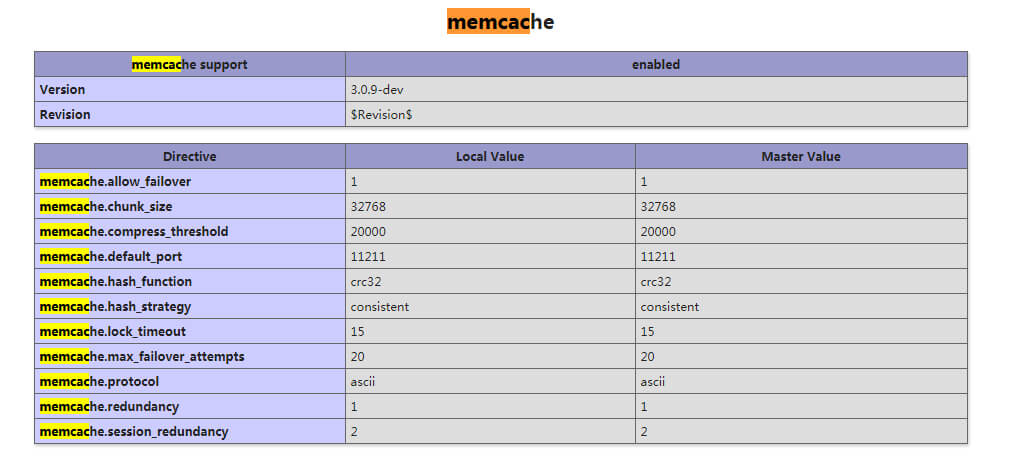 memcache
memcache support enabled
Version 3.0.9-dev
Revision $Revision$
Directive Local Value Master Value
memcache.allow_failover 1 1
memcache.chunk_size 32768 32768
memcache.compress_threshold 20000 20000
memcache.default_port 11211 11211
memcache.hash_function crc32 crc32
memcache.hash_strategy consistent consistent
memcache.lock_timeout 15 15
memcache.max_failover_attempts 20 20
memcache.protocol ascii ascii
memcache.redundancy 1 1
memcache.session_redundancy 2 2